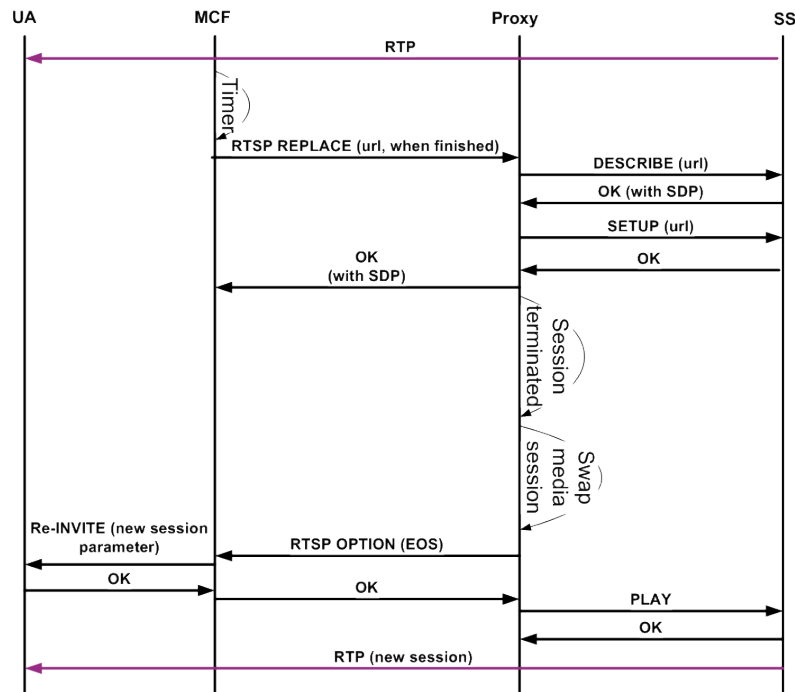 UA MCF Proxy SS
RTP
Timer
RTSP REPLACE (url, when finished)
DESCRIBE (url)
OK (with SDP)
SETUP (url)
OK
OK
(with SDP)
Session
terminated
Swap
media
session
Re-INVITE (new session
parameter)
RTSP OPTION (EOS)
OK
OK
PLAY
OK
RTP (new session)